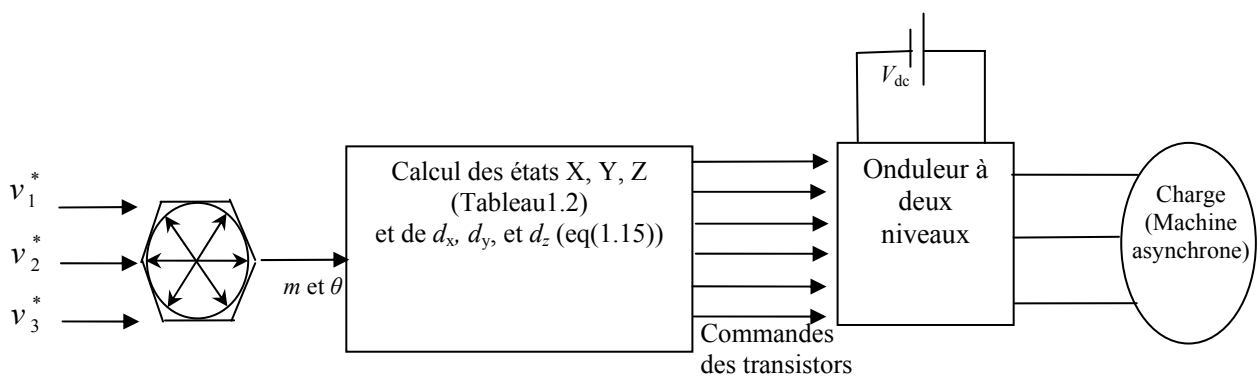 V_dc
v_1^*
v_2^*
v_3^*
m et θ
Calcul des états X, Y, Z
(Tableau1.2)
et de d_x, d_y, et d_z (eq(1.15))
Commandes
des transistors
Onduleur à
deux
niveaux
Charge
(Machine
asynchrone)